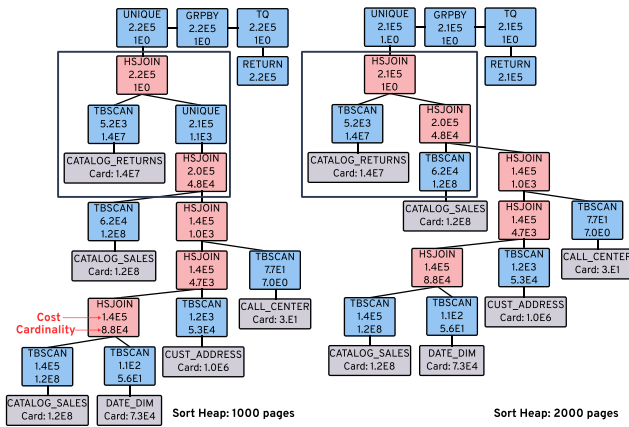 UNIQUE
2.2E5
1E0
GRPBY
2.2E5
1E0
TQ
2.2E5
1E0
RETURN
2.2E5
HSJOIN
2.2E5
1E0
TBSCAN
5.2E3
1.4E7
UNIQUE
2.1E5
1.1E3
CATALOG_RETURNS
Card: 1.4E7
HSJOIN
2.0E5
4.8E4
TBSCAN
6.2E4
1.2E8
HSJOIN
1.4E5
1.0E3
CATALOG_SALES
Card: 1.2E8
HSJOIN
1.4E5
4.7E3
TBSCAN
7.7E1
7.0E0
HSJOIN
1.4E5
8.8E4
Cost
Cardinality
TBSCAN
1.2E3
5.3E4
CALL_CENTER
Card: 3.E1
TBSCAN
1.4E5
1.2E8
TBSCAN
1.1E2
5.6E1
CUST_ADDRESS
Card: 1.0E6
CATALOG_SALES
Card: 1.2E8
DATE_DIM
Card: 7.3E4
Sort Heap: 1000 pages
UNIQUE
2.1E5
1.E0
GRPBY
2.1E5
1E0
TQ
2.1E5
1E0
RETURN
2.1E5
HSJOIN
2.1E5
1E0
TBSCAN
5.2E3
1.4E7
HSJOIN
2.0E5
4.8E4
CATALOG_RETURNS
Card: 1.4E7
TBSCAN
6.2E4
1.2E8
HSJOIN
1.4E5
1.0E3
CATALOG_SALES
Card: 1.2E8
HSJOIN
1.4E5
4.7E3
TBSCAN
7.7E1
7.0E0
HSJOIN
1.4E5
8.8E4
TBSCAN
1.2E3
5.3E4
CALL_CENTER
Card: 3.E1
TBSCAN
1.4E5
1.2E8
TBSCAN
1.1E2
5.6E1
CUST_ADDRESS
Card: 1.0E6
CATALOG_SALES
Card: 1.2E8
DATE_DIM
Card: 7.3E4
Sort Heap: 2000 pages